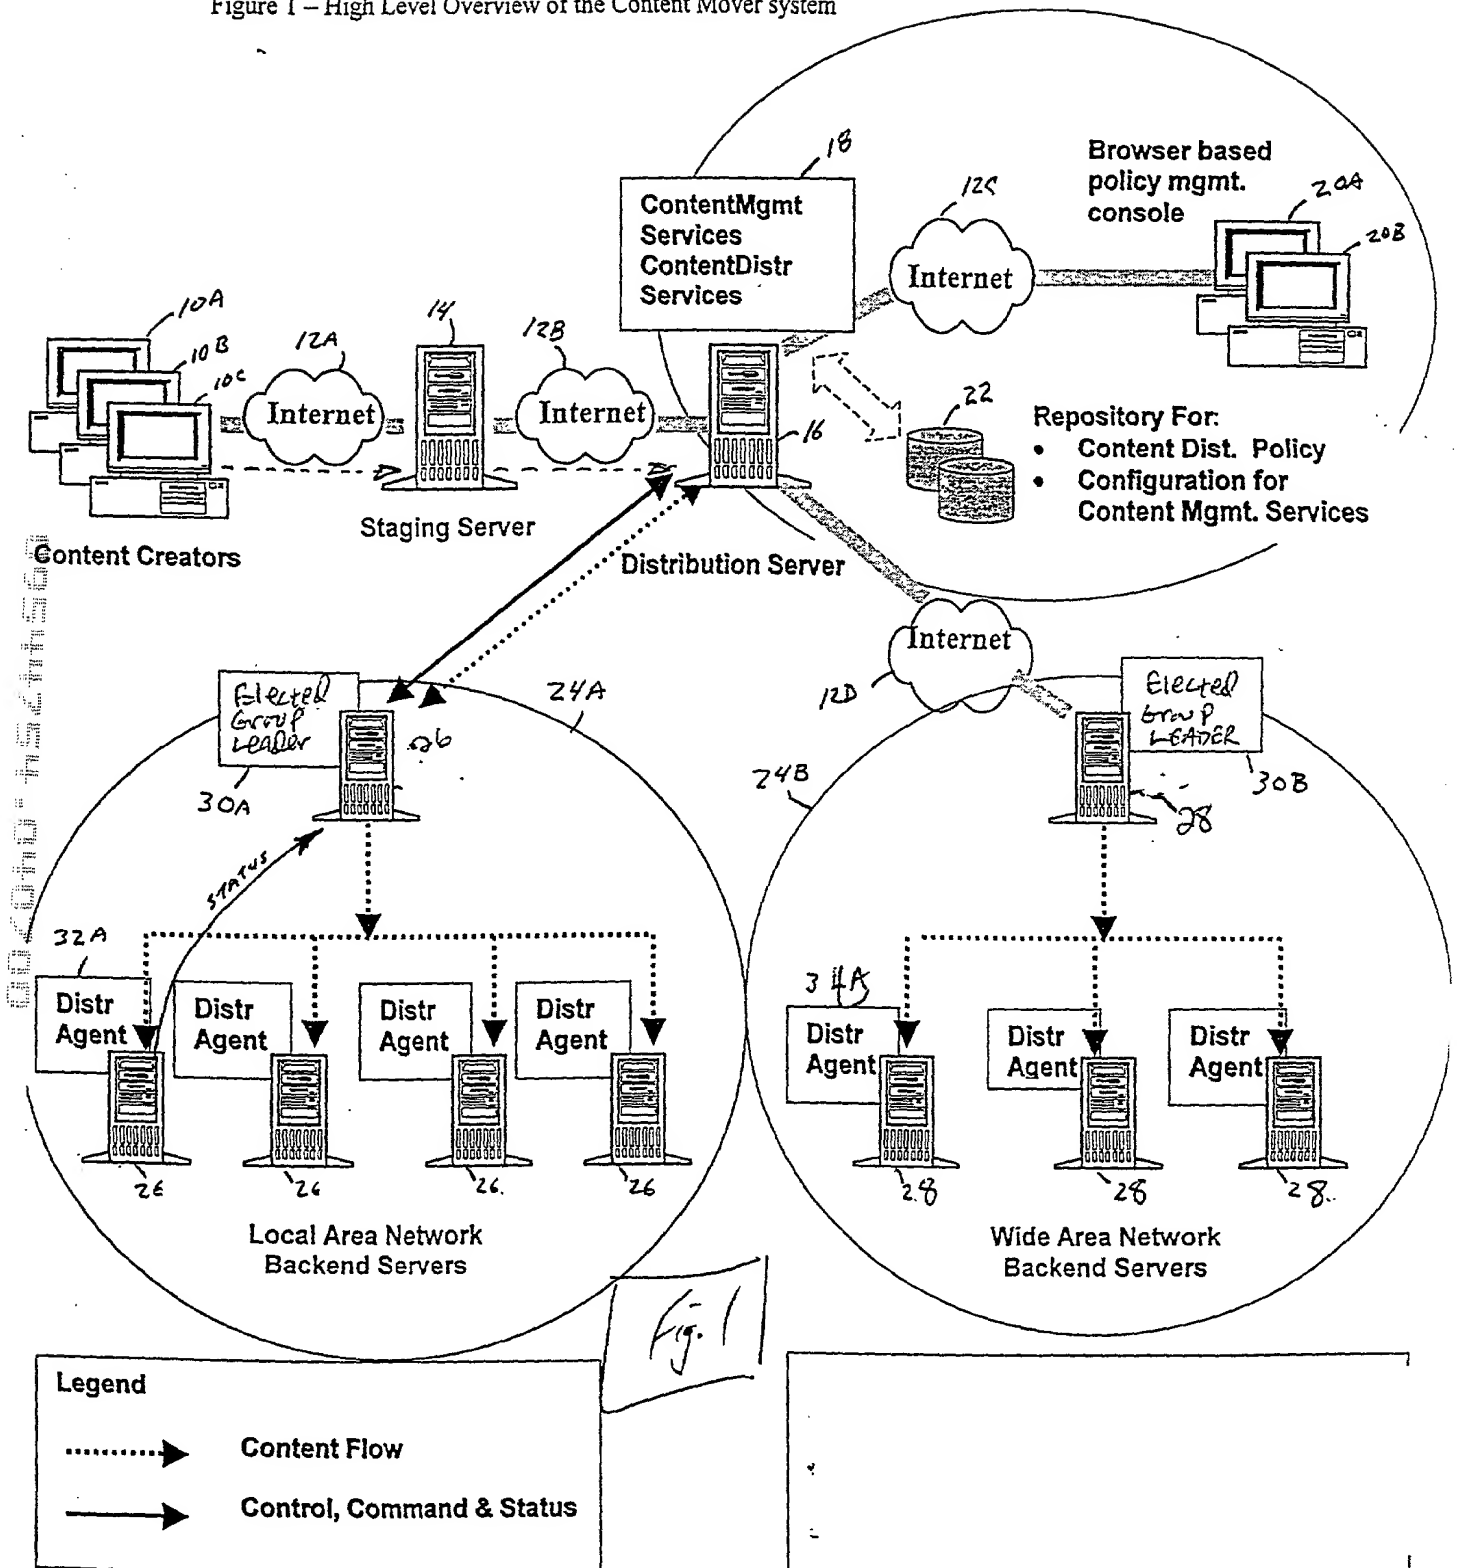 Figure 1 – High Level Overview of the Content Mover system
18
ContentMgmt
Services
ContentDistr
Services
12C
Internet
Browser based
policy mgmt.
console
20A
20B
10A
10B
10C
12A
Internet
14
12B
Internet
16
22
Repository For:
• Content Dist. Policy
• Configuration for
Content Mgmt. Services
Content Creators
Staging Server
Distribution Server
Internet
12D
Elected
Group
Leader
26
30A
24A
24B
Elected
Group
LEADER
30B
28
STATUS
32A
Distr
Agent
Distr
Agent
Distr
Agent
Distr
Agent
34A
Distr
Agent
Distr
Agent
Distr
Agent
26
26
26
26
28
28
28
Local Area Network
Backend Servers
Wide Area Network
Backend Servers
Fig. 1
Legend
Content Flow
Control, Command & Status